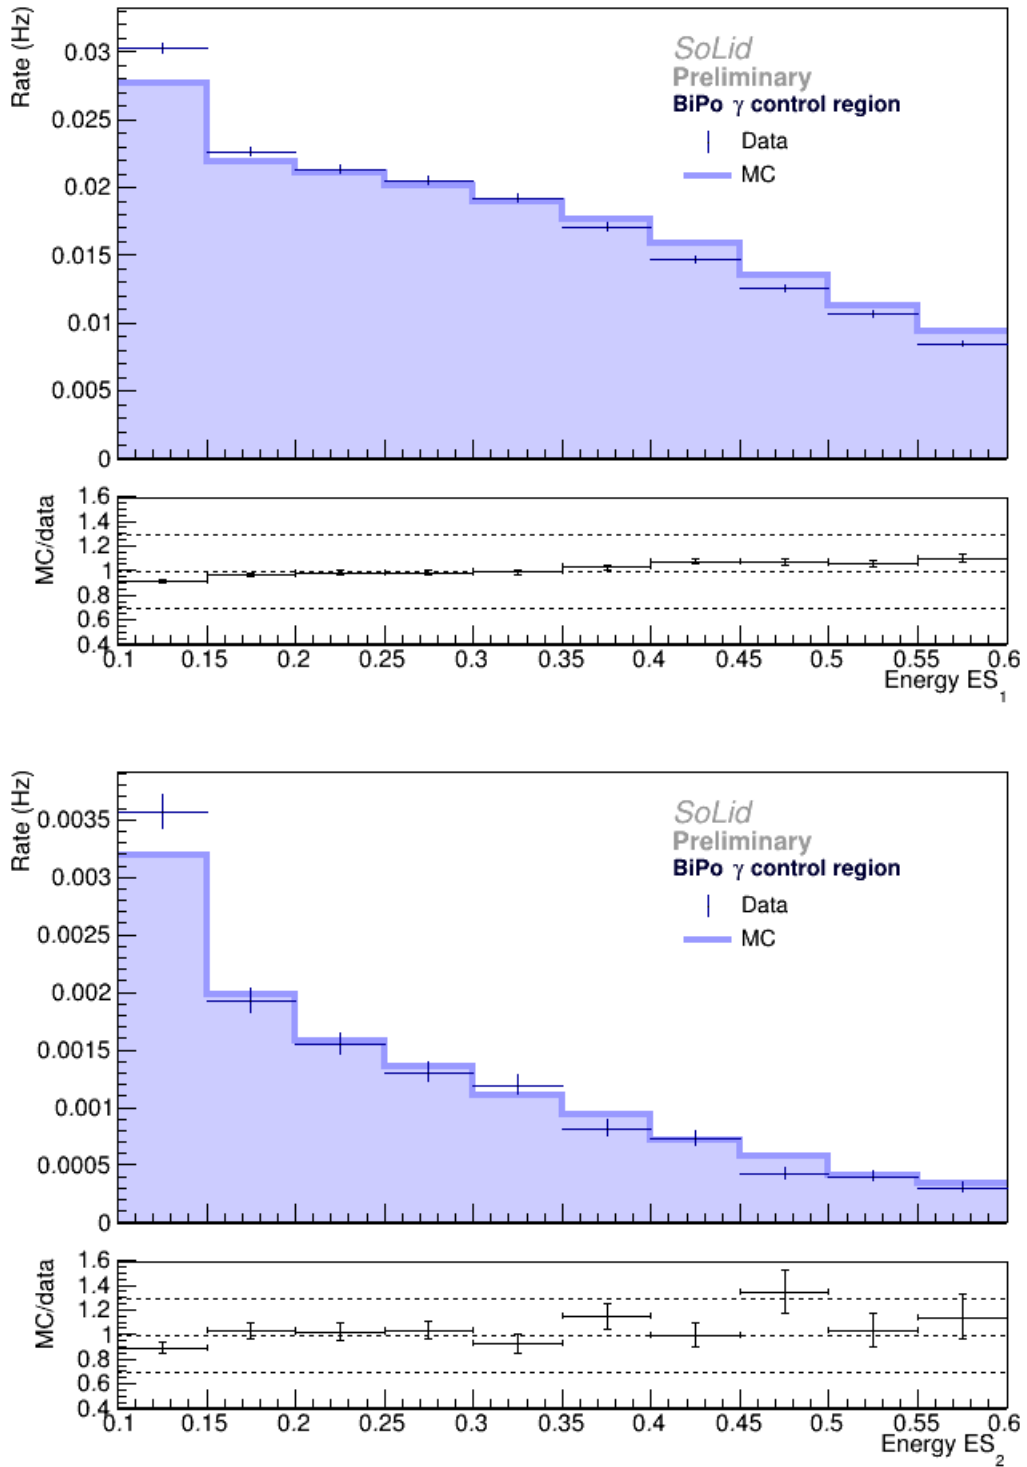 Rate (Hz)
0.03
0.025
0.02
0.015
0.01
0.005
0
SoLid
Preliminary
BiPo γ control region
Data
MC
MC/data
1.6
1.4
1.2
1
0.8
0.6
0.4
0.1 0.15 0.2 0.25 0.3 0.35 0.4 0.45 0.5 0.55 0.6
Energy ES₁
Rate (Hz)
0.0035
0.003
0.0025
0.002
0.0015
0.001
0.0005
0
SoLid
Preliminary
BiPo γ control region
Data
MC
MC/data
1.6
1.4
1.2
1
0.8
0.6
0.4
0.1 0.15 0.2 0.25 0.3 0.35 0.4 0.45 0.5 0.55 0.6
Energy ES₂